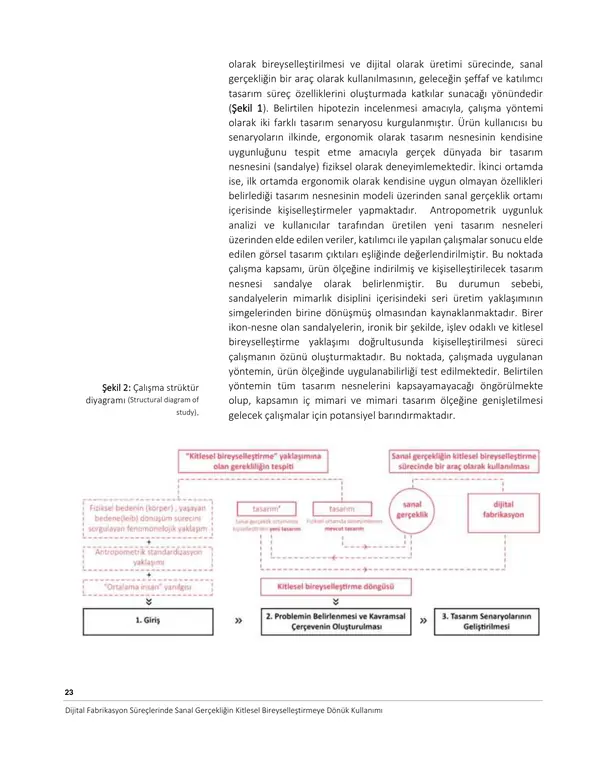 olarak bireyselleştirilmesi ve dijital olarak üretimi sürecinde, sanal
gerçekliğin bir araç olarak kullanılmasının, geleceğin şeffaf ve katılımcı
tasarım süreç özelliklerini oluşturmada katkılar sunacağı yönündedir
(Şekil 1). Belirtilen hipotezin incelenmesi amacıyla, çalışma yöntemi
olarak iki farklı tasarım senaryosu kurgulanmıştır. Ürün kullanıcısı bu
senaryoların ilkinde, ergonomik olarak tasarım nesnesinin kendisine
uygunluğunu tespit etme amacıyla gerçek dünyada bir tasarım
nesnesini (sandalye) fiziksel olarak deneyimlemektedir. İkinci ortamda
ise, ilk ortamda ergonomik olarak kendisine uygun olmayan özellikleri
belirlediği tasarım nesnesinin modeli üzerinden sanal gerçeklik ortamı
içerisinde kişiselleştirmeler yapmaktadır. Antropometrik uygunluk
analizi ve kullanıcılar tarafından üretilen yeni tasarım nesneleri
üzerinden elde edilen veriler, katılımcı ile yapılan çalışmalar sonucu elde
edilen görsel tasarım çıktıları eşliğinde değerlendirilmiştir. Bu noktada
çalışma kapsamı, ürün ölçeğine indirilmiş ve kişiselleştirilecek tasarım
nesnesi sandalye olarak belirlenmiştir. Bu durumun sebebi,
sandalyelerin mimarlık disiplini içerisindeki seri üretim yaklaşımının
simgelerinden birine dönüşmüş olmasından kaynaklanmaktadır. Birer
ikon-nesne olan sandalyelerin, ironik bir şekilde, işlev odaklı ve kitlesel
bireyselleştirme yaklaşımı doğrultusunda kişiselleştirilmesi süreci
çalışmanın özünü oluşturmaktadır. Bu noktada, çalışmada uygulanan
yöntemin, ürün ölçeğinde uygulanabilirliği test edilmektedir. Belirtilen
yöntemin tüm tasarım nesnelerini kapsayamayacağı öngörülmekte
olup, kapsamın iç mimari ve mimari tasarım ölçeğine genişletilmesi
gelecek çalışmalar için potansiyel barındırmaktadır.
Şekil 2: Çalışma strüktür
diyagramı (Structural diagram of
study).
"Kitlesel bireyselleştirme" yaklaşımına
olan gerekliliğin tespiti
Sanal gerçekliğin kitlesel bireyselleştirme
sürecinde bir araç olarak kullanılması
Fiziksel bedenin (körper) , yaşayan
bedene(leib) dönüşüm sürecini
sorgulayan fenomenolojik yaklaşım
+
Antropometrik standardizasyon
yaklaşımı
+
"Ortalama insan" yanılgısı
tasarım'
Sanal gerçeklik ortamında
kişiselleştirilen yeni tasarım
tasarım
Fiziksel ortamda deneyimlenen
mevcut tasarım
sanal
gerçeklik
dijital
fabrikasyon
Kitlesel bireyselleştirme döngüsü
1. Giriş
»
2. Problemin Belirlenmesi ve Kavramsal
Çerçevenin Oluşturulması
»
3. Tasarım Senaryolarının
Geliştirilmesi
23
Dijital Fabrikasyon Süreçlerinde Sanal Gerçekliğin Kitlesel Bireyselleştirmeye Dönük Kullanımı